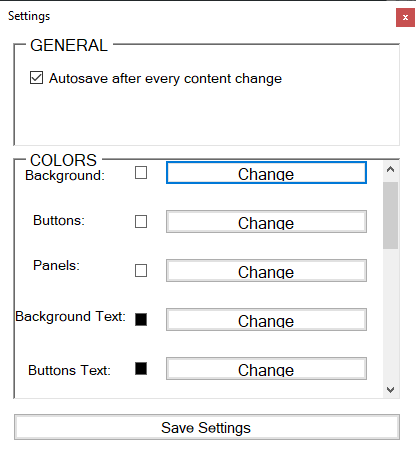 Settings
x
GENERAL
Autosave after every content change
COLORS
Background:
Change
Buttons:
Change
Panels:
Change
Background Text:
Change
Buttons Text:
Change
Save Settings